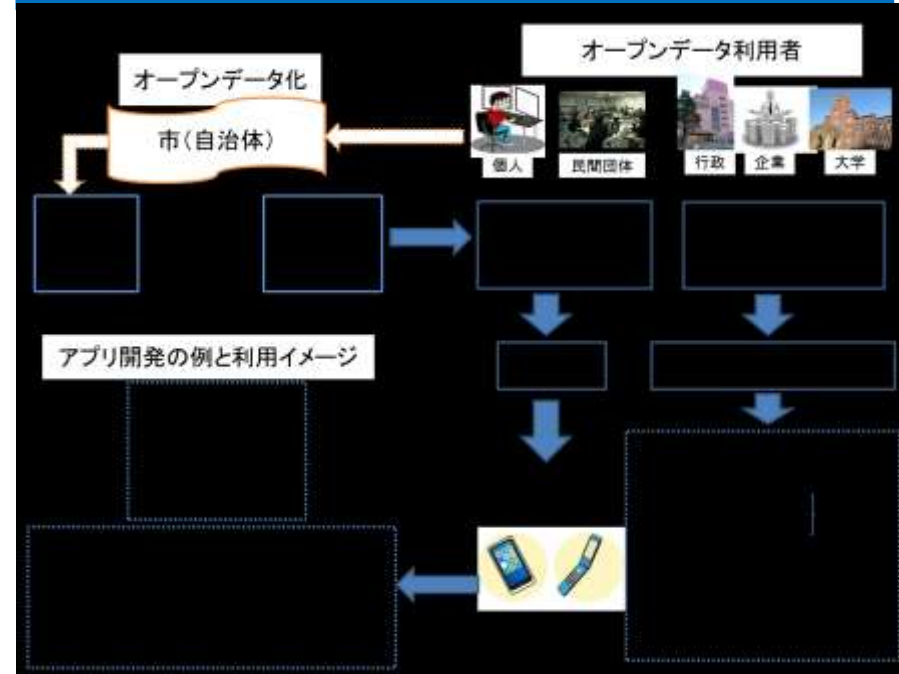 オープンデータ利用者
オープンデータ化
市(自治体)
個人
民間団体
行政
企業
大学
アプリ開発の例と利用イメージ